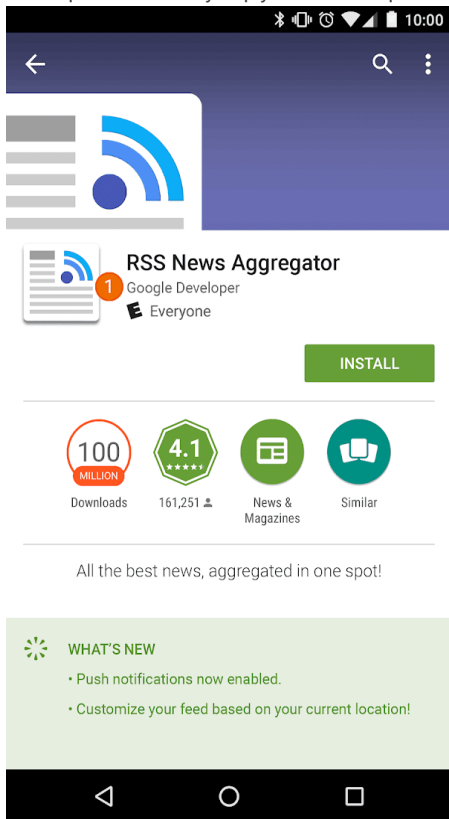 10:00
RSS News Aggregator
1
Google Developer
E Everyone
INSTALL
100
MILLION
4.1
Downloads
161,251
News &
Magazines
Similar
All the best news, aggregated in one spot!
WHAT'S NEW
• Push notifications now enabled.
• Customize your feed based on your current location!